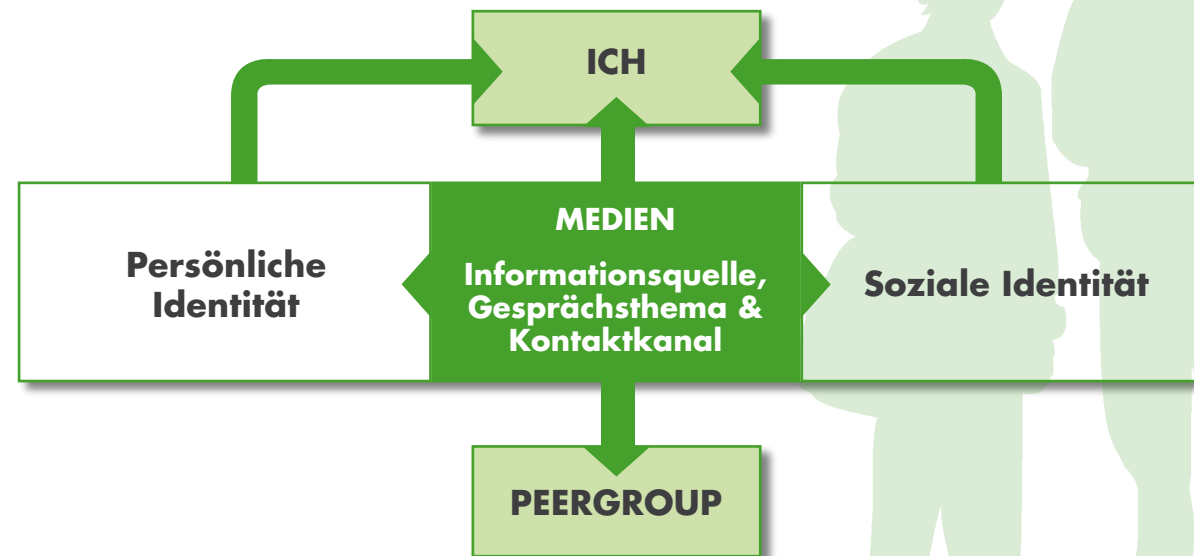 ICH
Persönliche
Identität
MEDIEN
Informationsquelle,
Gesprächsthema &
Kontaktkanal
Soziale Identität
PEERGROUP